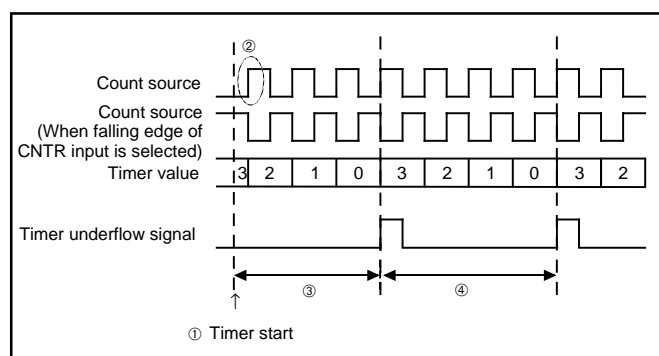 ②
Count source
Count source
(When falling edge of
CNTR input is selected)
Timer value 3 2 1 0 3 2 1 0 3 2
Timer underflow signal
③ ④
↑
① Timer start